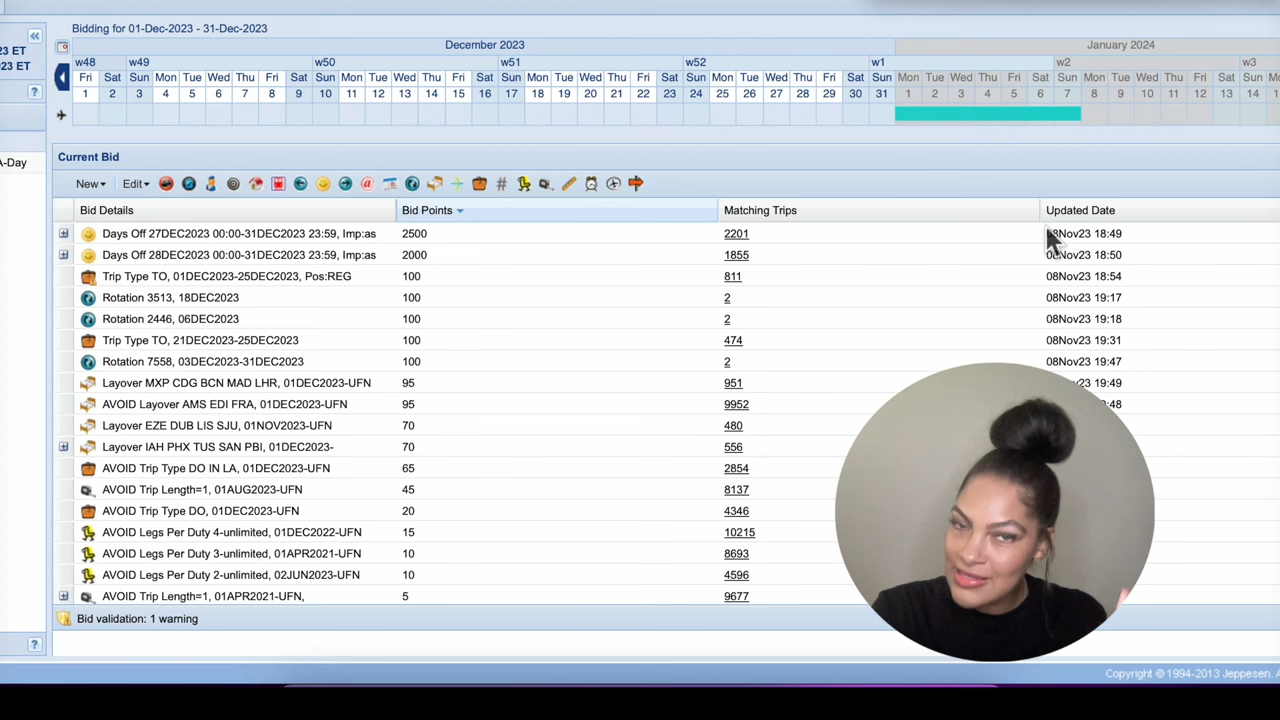 Bidding for 01-Dec-2023 - 31-Dec-2023
23 ET
23 ET
December 2023 January 2024
w48 w49 w50 w51 w52 w1 w2 w3
Fri Sat Sun Mon Tue Wed Thu Fri Sat Sun Mon Tue Wed Thu Fri Sat Sun Mon Tue Wed Thu Fri Sat Sun Mon Tue Wed Thu Fri Sat Sun Mon Tue Wed Thu Fri Sat Sun Mon Tue Wed Thu Fri Sat Sun
1 2 3 4 5 6 7 8 9 10 11 12 13 14 15 16 17 18 19 20 21 22 23 24 25 26 27 28 29 30 31 1 2 3 4 5 6 7 8 9 10 11 12 13 14
A-Day
Current Bid
New Edit
Bid Details Bid Points Matching Trips Updated Date
Days Off 27DEC2023 00:00-31DEC2023 23:59, Imp:as 2500 2201 08Nov23 18:49
Days Off 28DEC2023 00:00-31DEC2023 23:59, Imp:as 2000 1855 08Nov23 18:50
Trip Type TO, 01DEC2023-25DEC2023, Pos:REG 100 811 08Nov23 18:54
Rotation 3513, 18DEC2023 100 2 08Nov23 19:17
Rotation 2446, 06DEC2023 100 2 08Nov23 19:18
Trip Type TO, 21DEC2023-25DEC2023 100 474 08Nov23 19:31
Rotation 7558, 03DEC2023-31DEC2023 100 2 08Nov23 19:47
Layover MXP CDG BCN MAD LHR, 01DEC2023-UFN 95 951 19:49
AVOID Layover AMS EDI FRA, 01DEC2023-UFN 95 9952 :48
Layover EZE DUB LIS SJU, 01NOV2023-UFN 70 480
Layover IAH PHX TUS SAN PBI, 01DEC2023- 70 556
AVOID Trip Type DO IN LA, 01DEC2023-UFN 65 2854
AVOID Trip Length=1, 01AUG2023-UFN 45 8137
AVOID Trip Type DO, 01DEC2023-UFN 20 4346
AVOID Legs Per Duty 4-unlimited, 01DEC2022-UFN 15 10215
AVOID Legs Per Duty 3-unlimited, 01APR2021-UFN 10 8693
AVOID Legs Per Duty 2-unlimited, 02JUN2023-UFN 10 4596
AVOID Trip Length=1, 01APR2021-UFN, 5 9677
Bid validation: 1 warning
Copyright © 1994-2013 Jeppesen. A